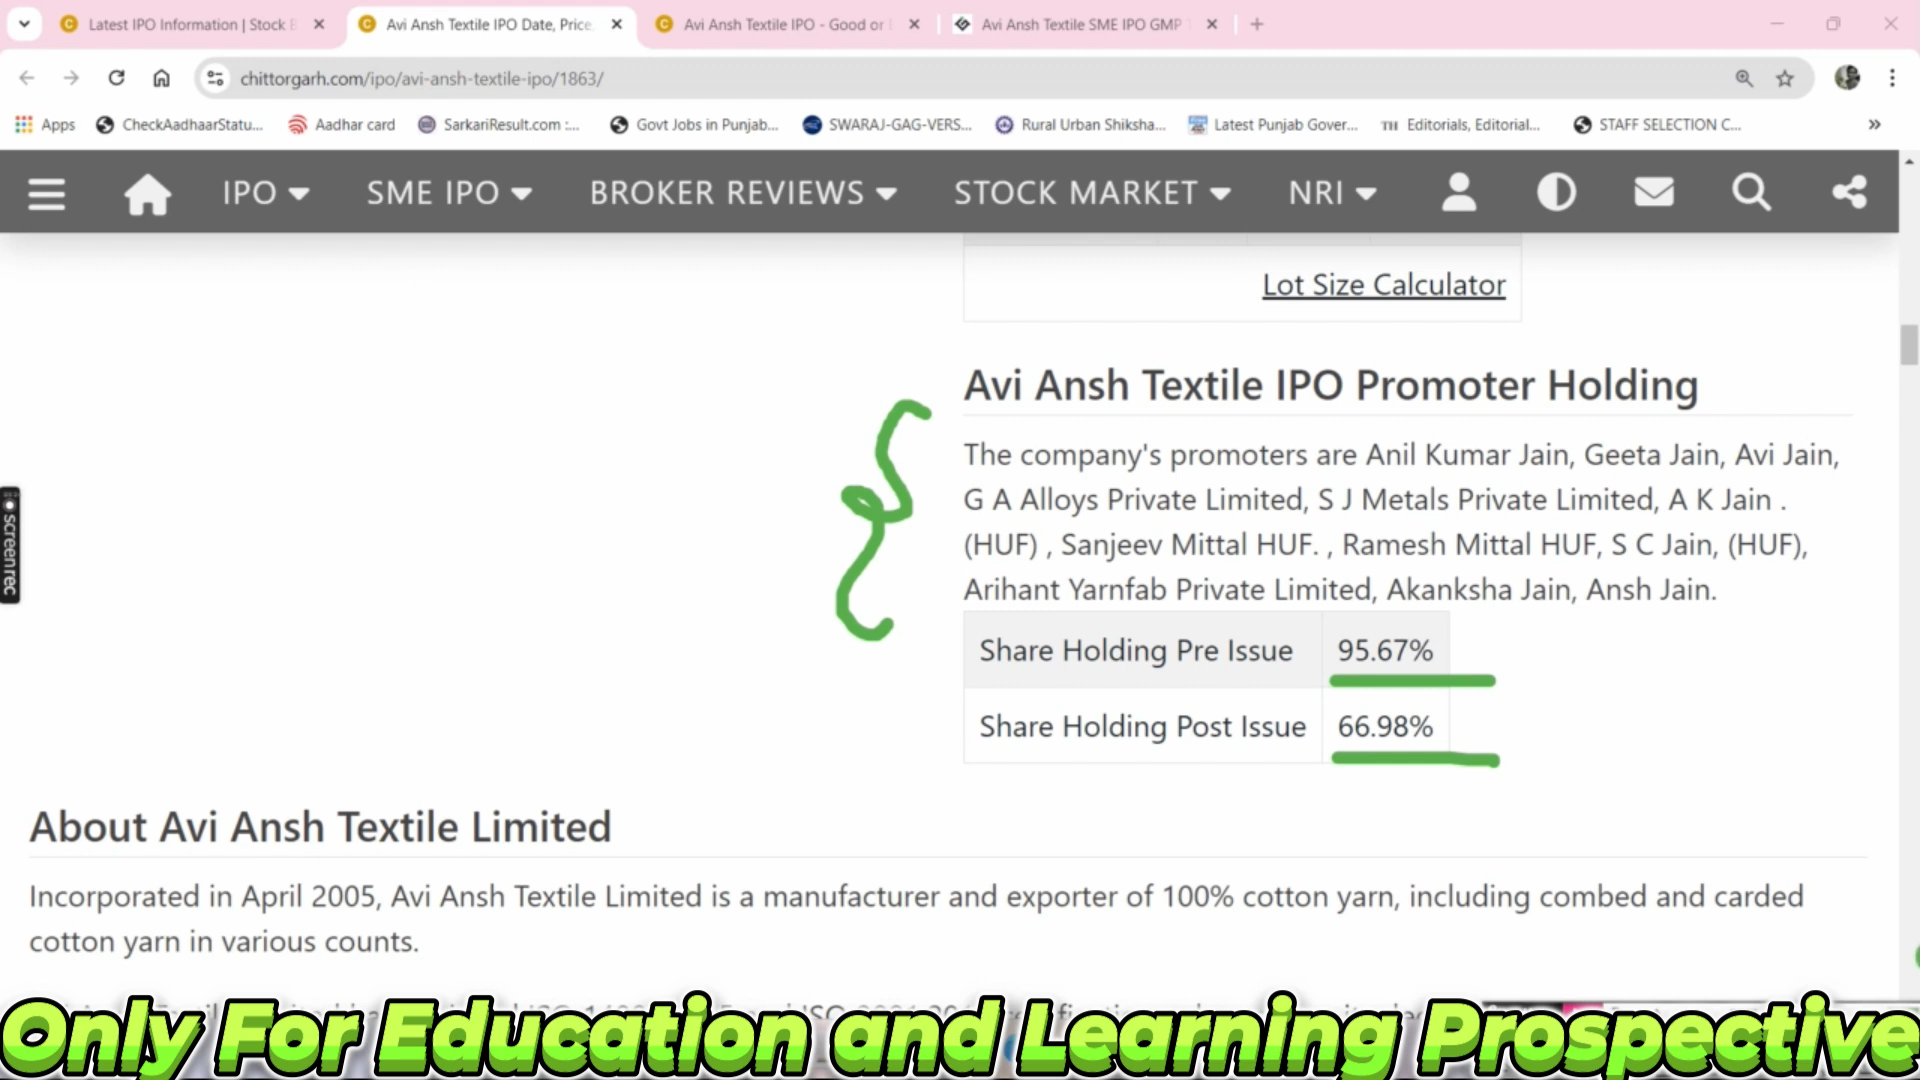 Latest IPO Information | Stock
Avi Ansh Textile IPO Date, Price
Avi Ansh Textile IPO - Good or
Avi Ansh Textile SME IPO GMP
chittorgarh.com/ipo/avi-ansh-textile-ipo/1863/
Apps
CheckAadhaarStatu...
Aadhar card
SarkariResult.com :...
Govt Jobs in Punjab...
SWARAJ-GAG-VERS...
Rural Urban Shiksha...
Latest Punjab Gover...
TH Editorials, Editorial...
STAFF SELECTION C...
IPO
SME IPO
BROKER REVIEWS
STOCK MARKET
NRI
Lot Size Calculator
Avi Ansh Textile IPO Promoter Holding
The company's promoters are Anil Kumar Jain, Geeta Jain, Avi Jain,
G A Alloys Private Limited, S J Metals Private Limited, A K Jain .
(HUF) , Sanjeev Mittal HUF. , Ramesh Mittal HUF, S C Jain, (HUF),
Arihant Yarnfab Private Limited, Akanksha Jain, Ansh Jain.
Share Holding Pre Issue 95.67%
Share Holding Post Issue 66.98%
screenrec
About Avi Ansh Textile Limited
Incorporated in April 2005, Avi Ansh Textile Limited is a manufacturer and exporter of 100% cotton yarn, including combed and carded
cotton yarn in various counts.
Only For Education and Learning Prospective